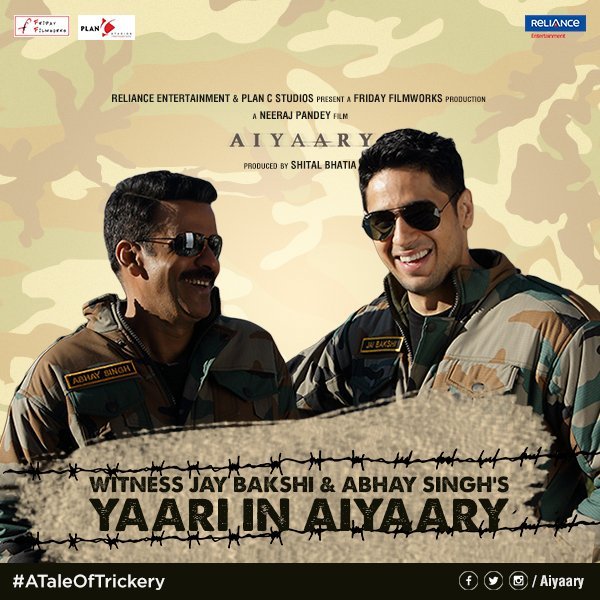 FRIDAY
FILMWORKS
PLAN C
STUDIOS
RELIANCE
Entertainment
RELIANCE ENTERTAINMENT & PLAN C STUDIOS PRESENT A FRIDAY FILMWORKS PRODUCTION
A NEERAJ PANDEY FILM
AIYAARY
PRODUCED BY SHITAL BHATIA
ABHAY SINGH
JAI BAKSHI
WITNESS JAY BAKSHI & ABHAY SINGH'S
YAARI IN AIYAARY
#ATaleOfTrickery
/ Aiyaary